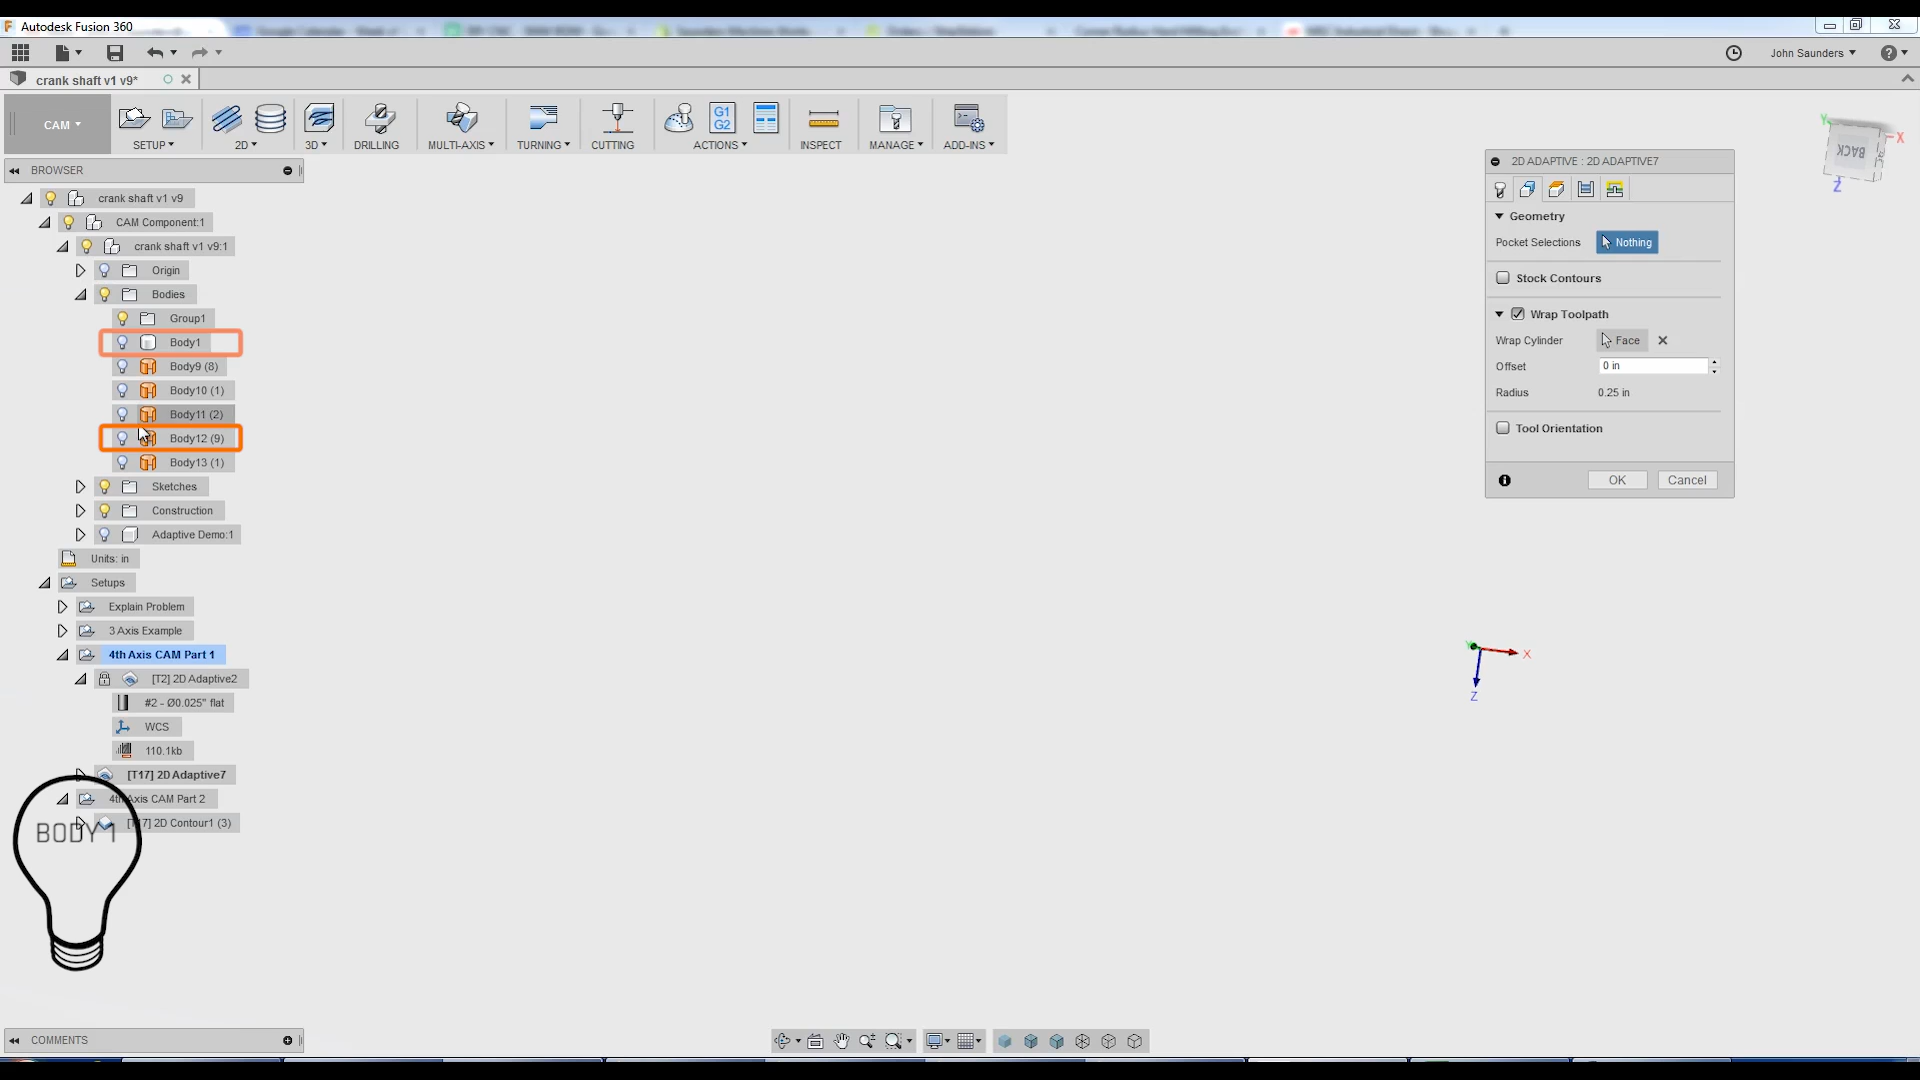 Autodesk Fusion 360
John Saunders
crank shaft v1 v9*
CAM
SETUP
2D
3D
DRILLING
MULTI-AXIS
TURNING
CUTTING
G1
G2
ACTIONS
INSPECT
MANAGE
ADD-INS
BROWSER
crank shaft v1 v9
CAM Component:1
crank shaft v1 v9:1
Origin
Bodies
Group1
Body1
Body9 (8)
Body10 (1)
Body11 (2)
Body12 (9)
Body13 (1)
Sketches
Construction
Adaptive Demo:1
Units: in
Setups
Explain Problem
3 Axis Example
4th Axis CAM Part 1
[T2] 2D Adaptive2
#2 - Ø0.025" flat
WCS
110.1kb
[T17] 2D Adaptive7
4th Axis CAM Part 2
[T17] 2D Contour1 (3)
BODY 1
COMMENTS
Y
X
BACK
Z
2D ADAPTIVE : 2D ADAPTIVE7
Geometry
Pocket Selections Nothing
Stock Contours
Wrap Toolpath
Wrap Cylinder Face
Offset 0 in
Radius 0.25 in
Tool Orientation
OK Cancel
Y
X
Z